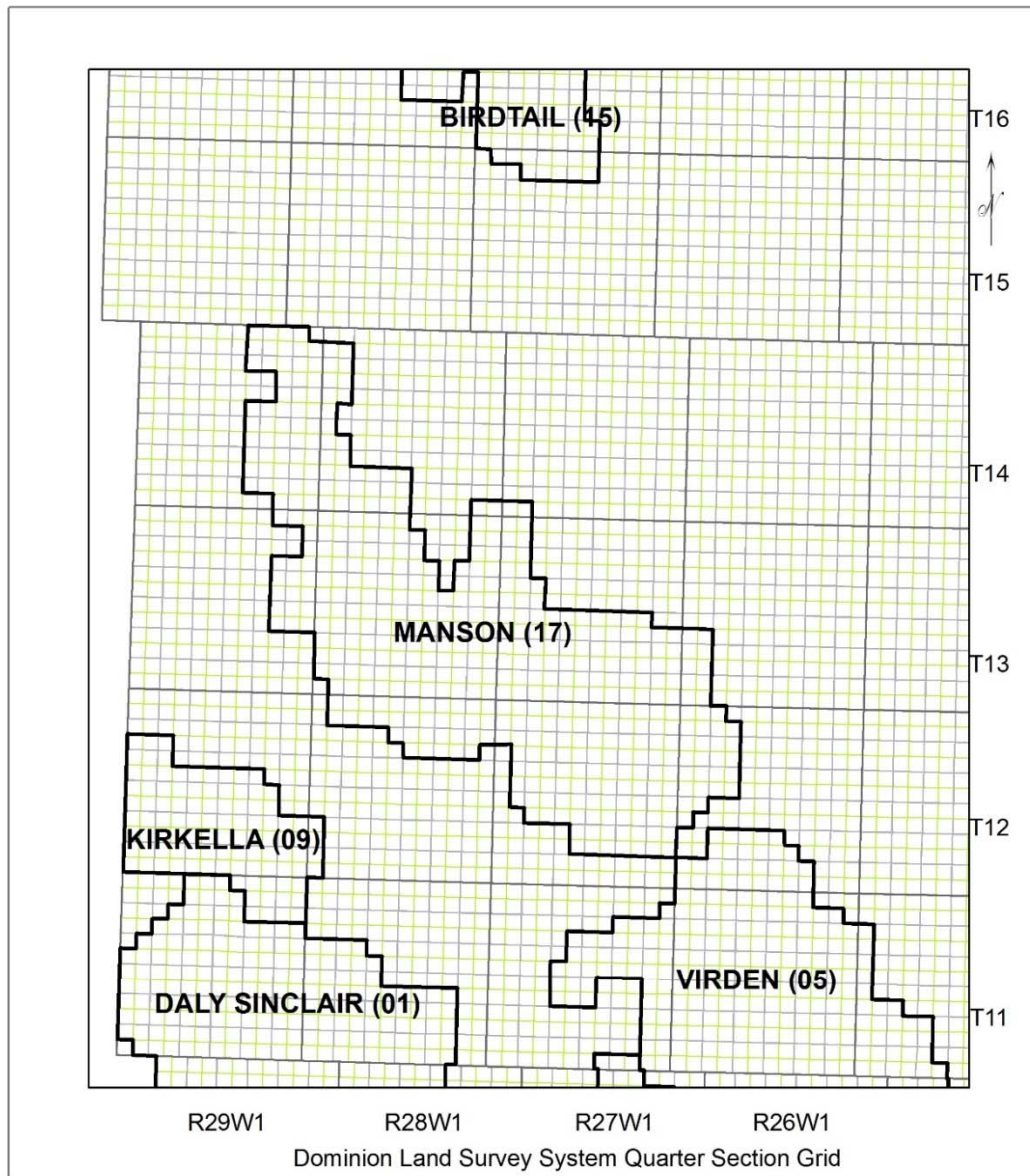 BIRDTAIL (15)
T16
N
T15
T14
MANSON (17)
T13
T12
KIRKELLA (09)
VIRDEN (05)
DALY SINCLAIR (01)
T11
R29W1 R28W1 R27W1 R26W1
Dominion Land Survey System Quarter Section Grid